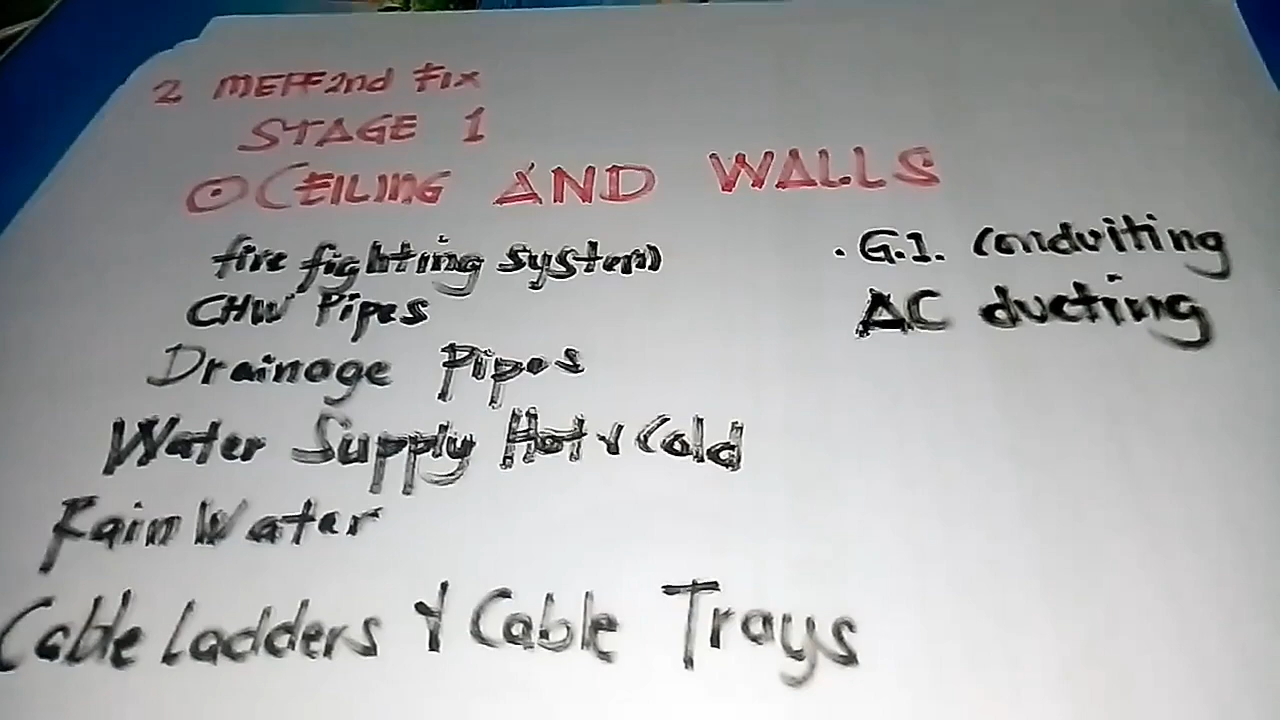 2 MEFF 2nd Fix
STAGE 1
CEILING AND WALLS
fire fighting system
CHW Pipes
Drainage Pipes
Water Supply Hot & Cold
Rain Water
Cable Ladders & Cable Trays
· G.I. Conduiting
AC ducting